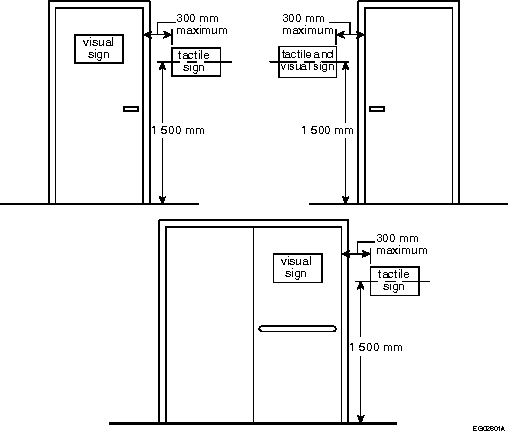 300 mm
maximum
visual
sign
tactile
sign
1 500 mm
300 mm
maximum
tactile and
visual sign
1 500 mm
300 mm
maximum
visual
sign
tactile
sign
1 500 mm
EG02801A